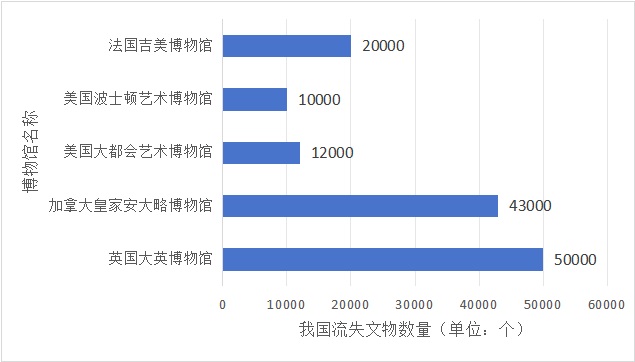 法国吉美博物馆
20000
美国波士顿艺术博物馆
10000
美国大都会艺术博物馆
12000
加拿大皇家安大略博物馆
43000
英国大英博物馆
50000
博物馆名称
0 10000 20000 30000 40000 50000 60000
我国流失文物数量（单位：个）